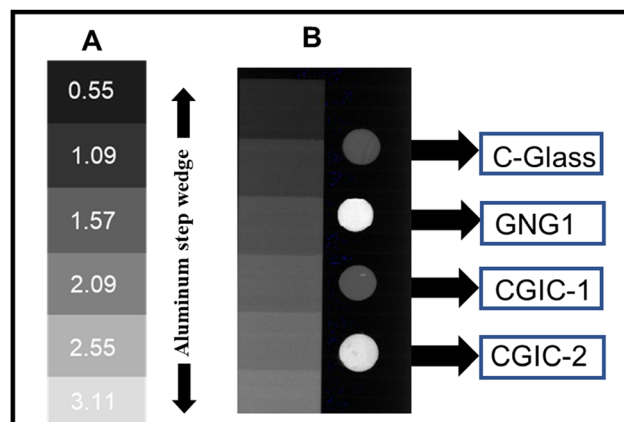 A
B
0.55
1.09
1.57
2.09
2.55
3.11
Aluminum step wedge
C-Glass
GNG1
CGIC-1
CGIC-2